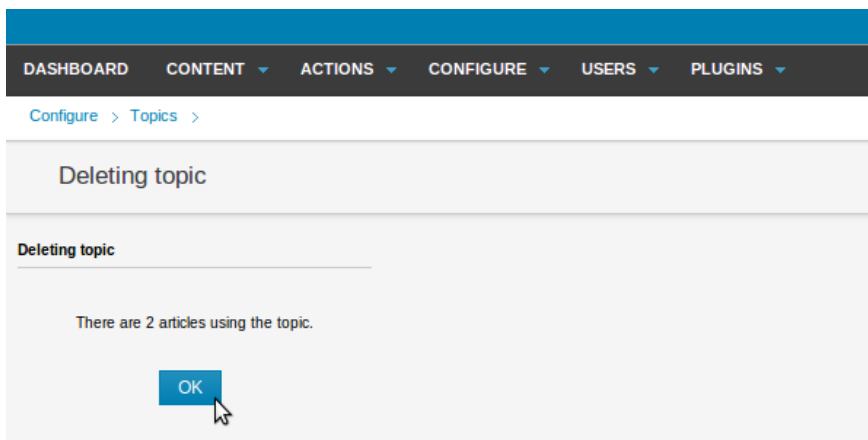 DASHBOARD CONTENT ACTIONS CONFIGURE USERS PLUGINS
Configure > Topics >
Deleting topic
Deleting topic
There are 2 articles using the topic.
OK